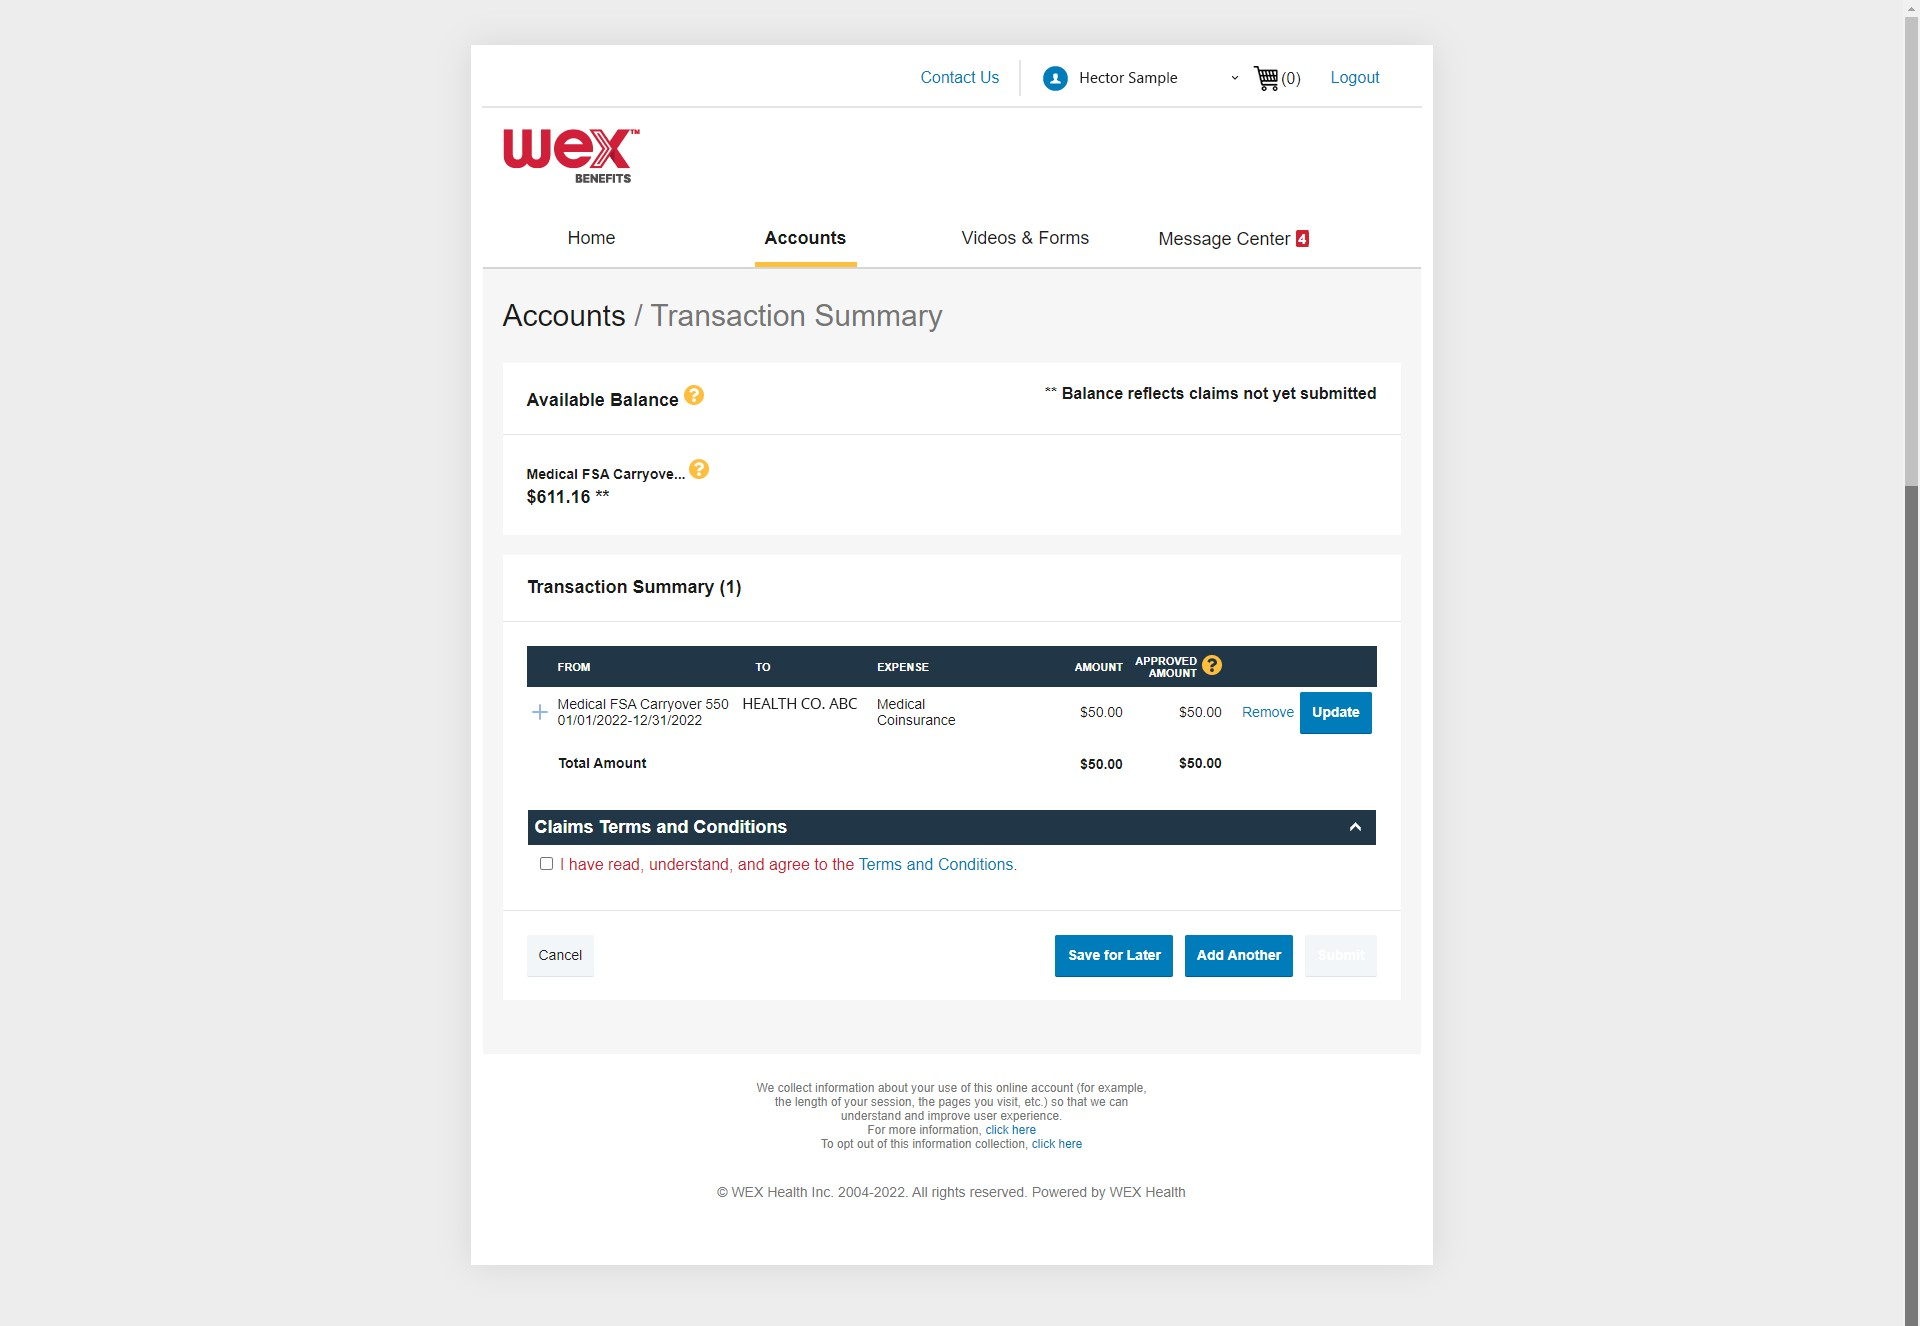 Contact Us
Hector Sample
(0)
Logout
wex™
BENEFITS
Home
Accounts
Videos & Forms
Message Center 4
Accounts / Transaction Summary
Available Balance ?
** Balance reflects claims not yet submitted
Medical FSA Carryove... ?
$611.16 **
Transaction Summary (1)
FROM TO EXPENSE AMOUNT APPROVED AMOUNT ?
Medical FSA Carryover 550 HEALTH CO. ABC Medical
01/01/2022-12/31/2022 Coinsurance
$50.00 $50.00 Remove Update
Total Amount $50.00 $50.00
Claims Terms and Conditions
I have read, understand, and agree to the Terms and Conditions.
Cancel
Save for Later
Add Another
Submit
We collect information about your use of this online account (for example,
the length of your session, the pages you visit, etc.) so that we can
understand and improve user experience.
For more information, click here
To opt out of this information collection, click here
© WEX Health Inc. 2004-2022. All rights reserved. Powered by WEX Health